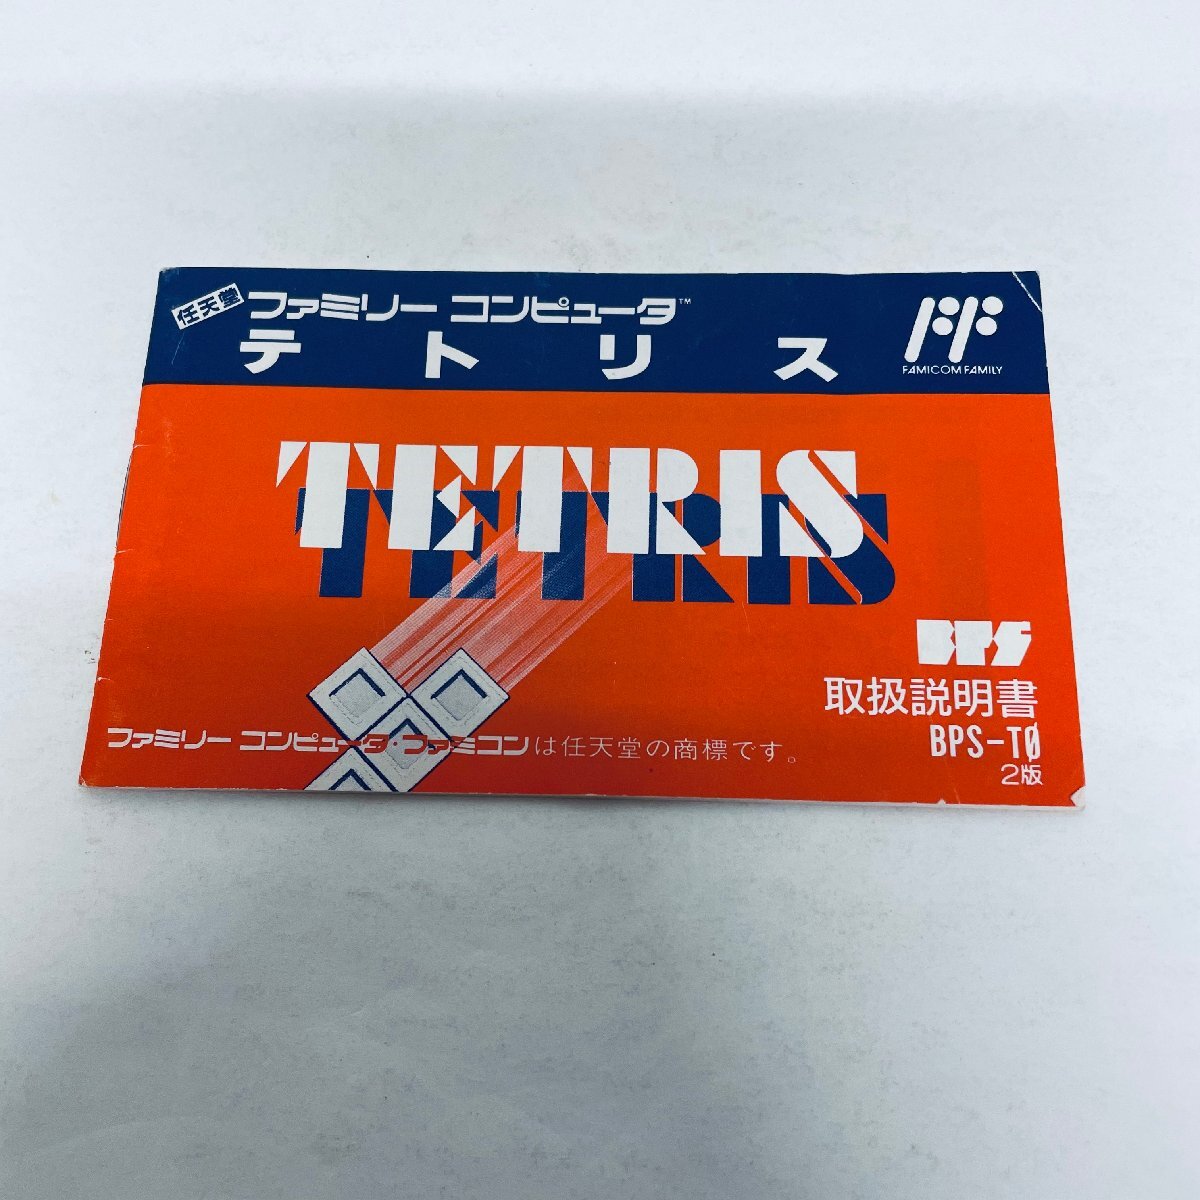 任天堂 ファミリー コンピュータ™
テトリス
FAMICOM FAMILY
TETRIS
TETRIS
BPS
取扱説明書
BPS-TØ
2版
ファミリー コンピュータ・ファミコンは任天堂の商標です。